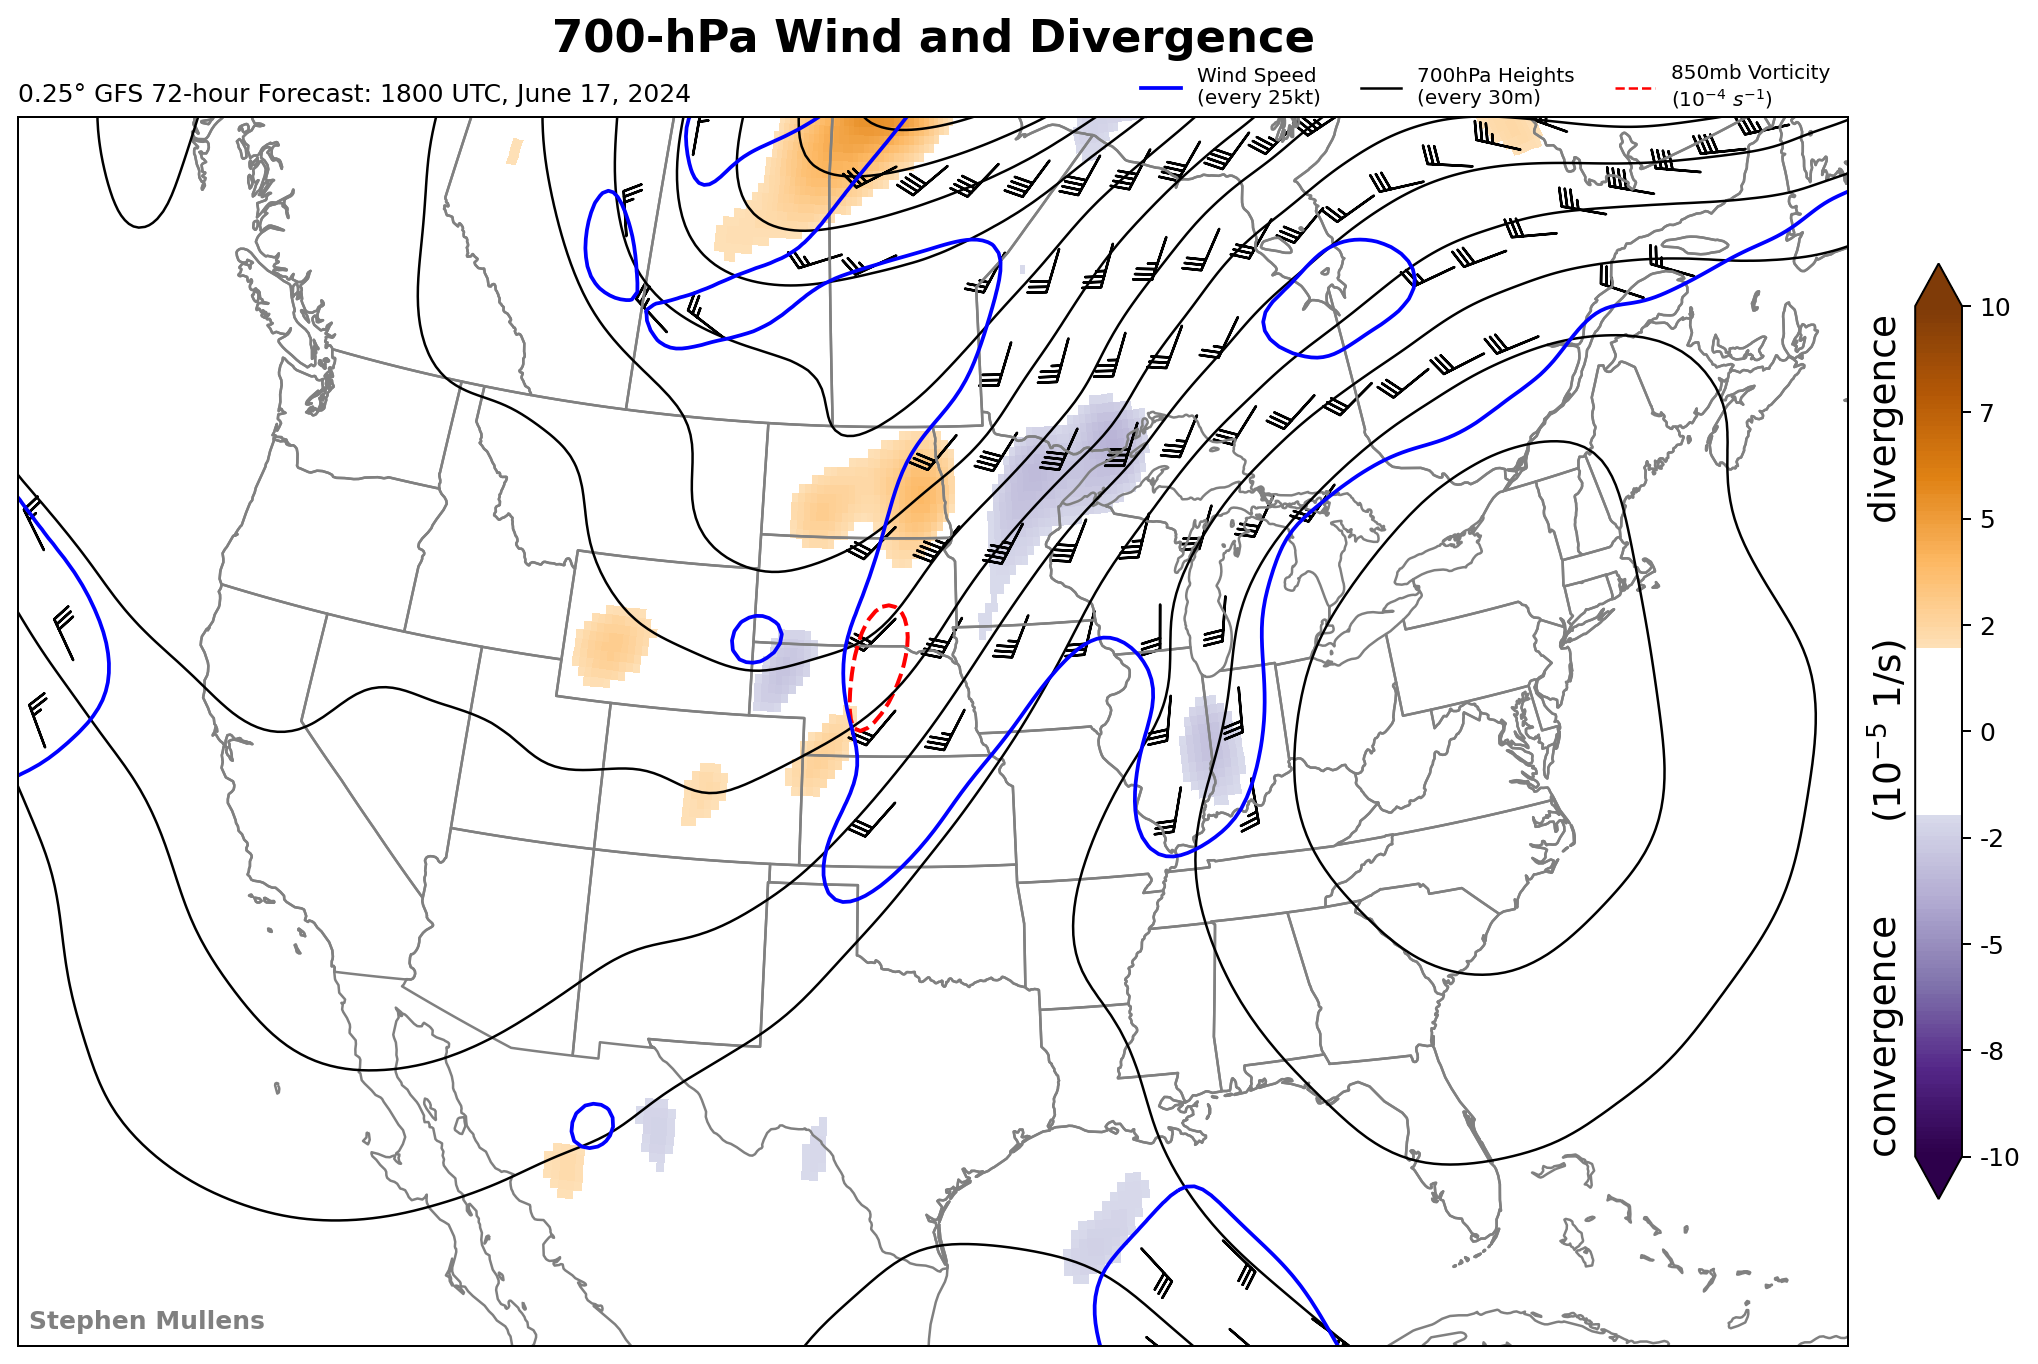 700-hPa Wind and Divergence
0.25° GFS 72-hour Forecast: 1800 UTC, June 17, 2024
Wind Speed
(every 25kt)
700hPa Heights
(every 30m)
850mb Vorticity
(10⁻⁴ s⁻¹)
10
7
5
2
0
-2
-5
-8
-10
convergence (10⁻⁵ 1/s) divergence
Stephen Mullens